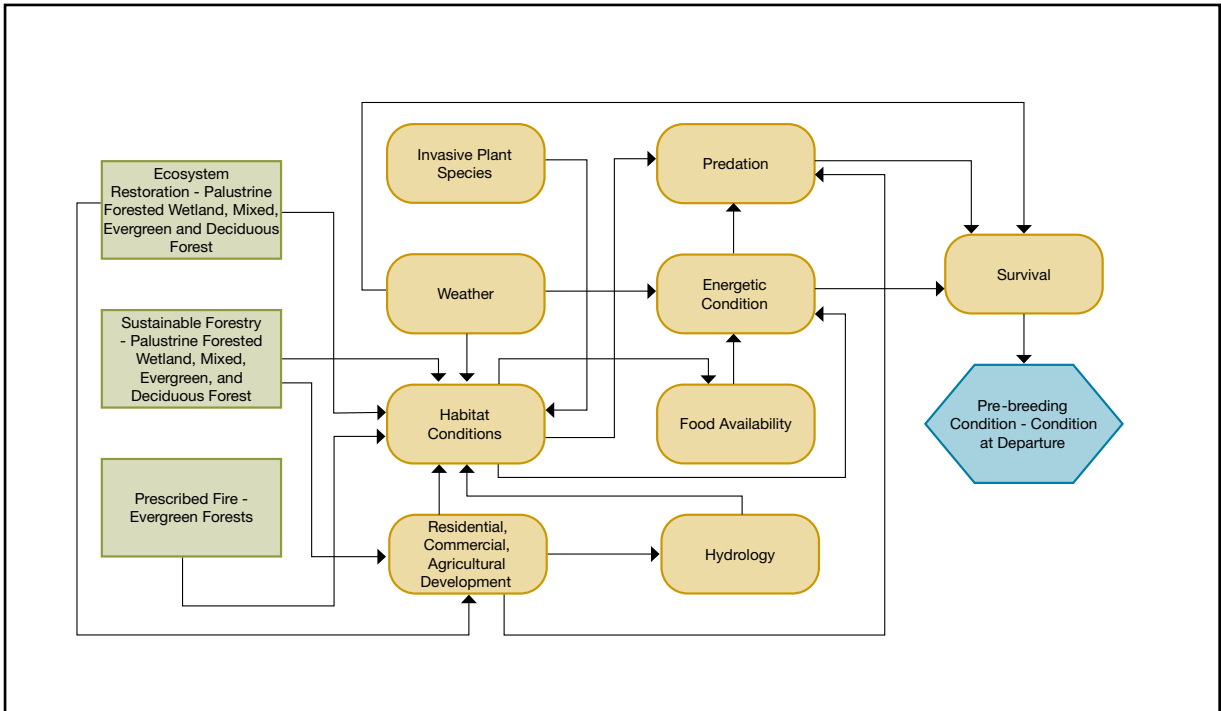 Ecosystem
Restoration - Palustrine
Forested Wetland, Mixed,
Evergreen and Deciduous
Forest
Sustainable Forestry
- Palustrine Forested
Wetland, Mixed,
Evergreen, and
Deciduous Forest
Prescribed Fire -
Evergreen Forests
Invasive Plant
Species
Weather
Habitat
Conditions
Residential,
Commercial,
Agricultural
Development
Predation
Energetic
Condition
Food Availability
Hydrology
Survival
Pre-breeding
Condition - Condition
at Departure